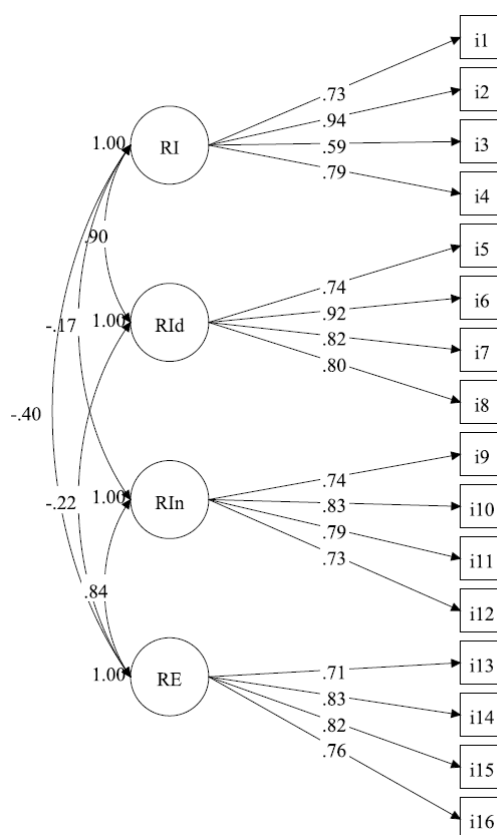 i1
.73
i2
.94
1.00
RI
.59
i3
.79
i4
.90
i5
.74
i6
1.00
RId
.92
-.17
.82
i7
.80
i8
-.40
i9
.74
1.00
RIn
.83
i10
-.22
.79
i11
.73
i12
.84
i13
.71
1.00
RE
.83
i14
.82
i15
.76
i16